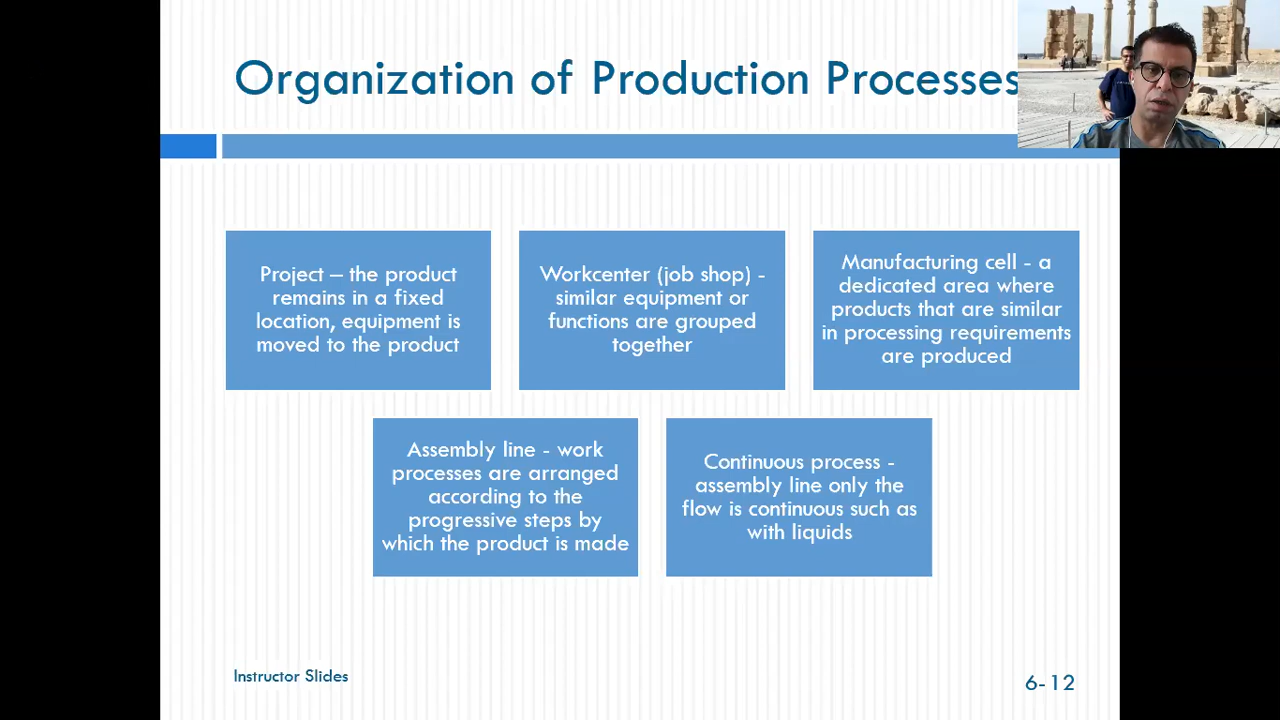 Organization of Production Processes
Project – the product
remains in a fixed
location, equipment is
moved to the product
Workcenter (job shop) -
similar equipment or
functions are grouped
together
Manufacturing cell - a
dedicated area where
products that are similar
in processing requirements
are produced
Assembly line - work
processes are arranged
according to the
progressive steps by
which the product is made
Continuous process -
assembly line only the
flow is continuous such as
with liquids
Instructor Slides
6-12